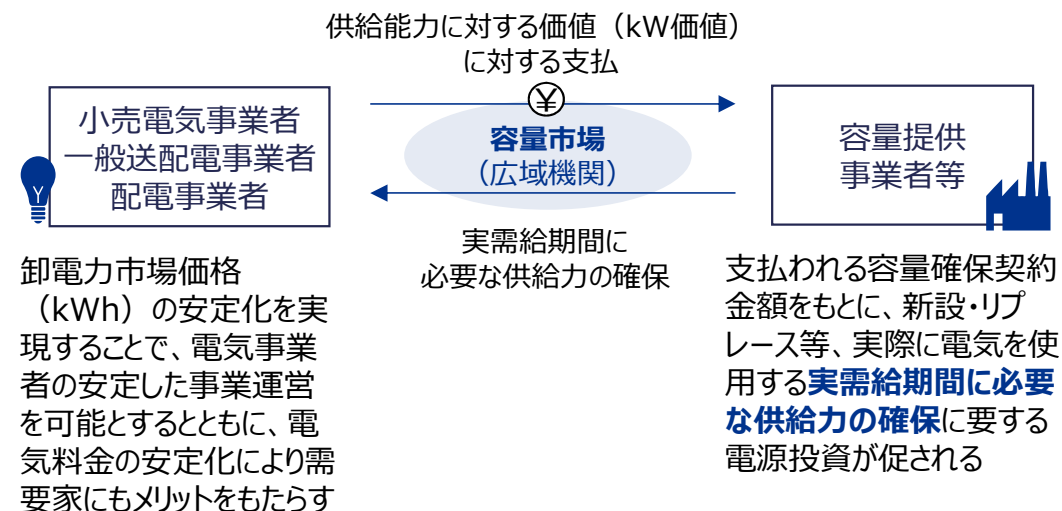 供給能力に対する価値（kW価値）
に対する支払
小売電気事業者
一般送配電事業者
配電事業者
¥
容量市場
（広域機関）
容量提供
事業者等
実需給期間に
必要な供給力の確保
卸電力市場価格
（kWh）の安定化を実
現することで、電気事業
者の安定した事業運営
を可能とするとともに、電
気料金の安定化により需
要家にもメリットをもたらす
支払われる容量確保契約
金額をもとに、新設・リプ
レース等、実際に電気を使
用する実需給期間に必要
な供給力の確保に要する
電源投資が促される